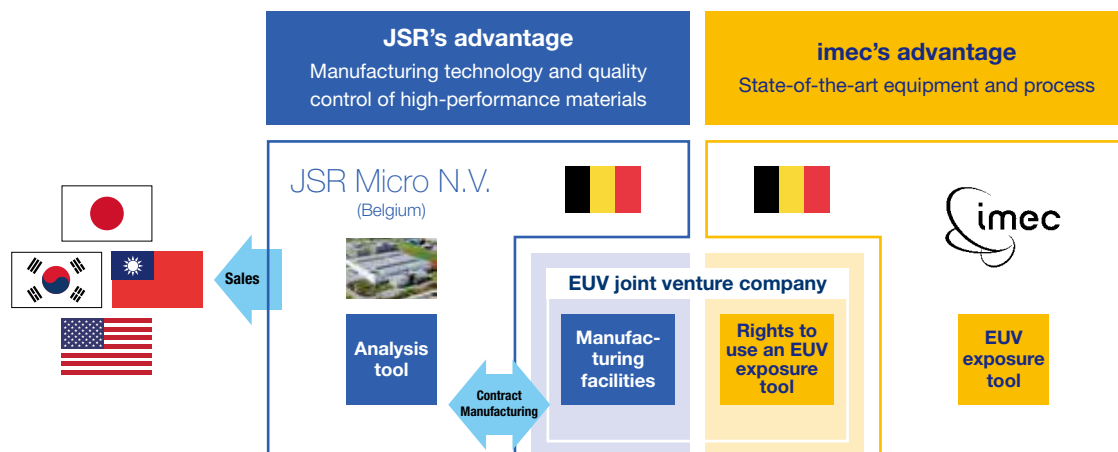 JSR's advantage
Manufacturing technology and quality
control of high-performance materials
imec's advantage
State-of-the-art equipment and process
JSR Micro N.V.
(Belgium)
imec
Sales
EUV joint venture company
Analysis
tool
Manufac-
turing
facilities
Rights to
use an EUV
exposure
tool
EUV
exposure
tool
Contract
Manufacturing